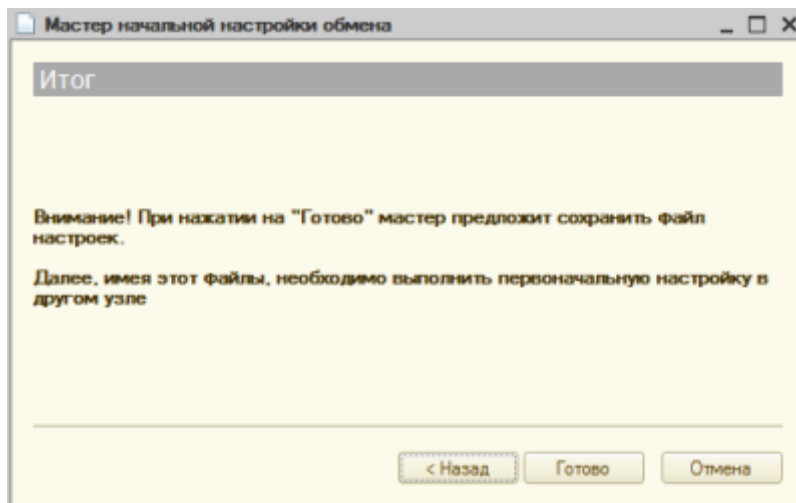 Мастер начальной настройки обмена
Итог
Внимание! При нажатии на "Готово" мастер предложит сохранить файл
настроек.
Далее, имея этот файлы, необходимо выполнить первоначальную настройку в
другом узле
< Назад Готово Отмена